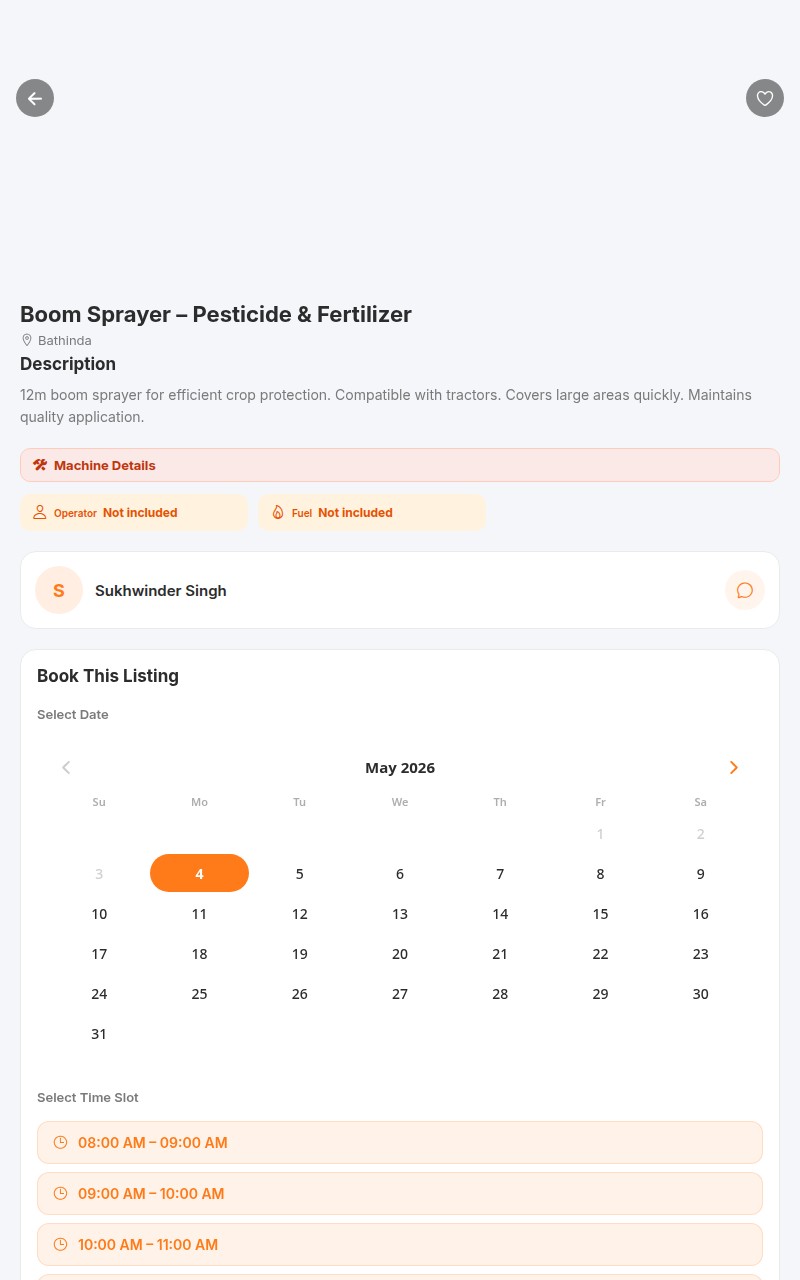 Boom Sprayer – Pesticide & Fertilizer
Bathinda
Description
12m boom sprayer for efficient crop protection. Compatible with tractors. Covers large areas quickly. Maintains
quality application.
Machine Details
Operator Not included Fuel Not included
S Sukhwinder Singh
Book This Listing
Select Date
May 2026
Su Mo Tu We Th Fr Sa
1 2
3 4 5 6 7 8 9
10 11 12 13 14 15 16
17 18 19 20 21 22 23
24 25 26 27 28 29 30
31
Select Time Slot
08:00 AM – 09:00 AM
09:00 AM – 10:00 AM
10:00 AM – 11:00 AM